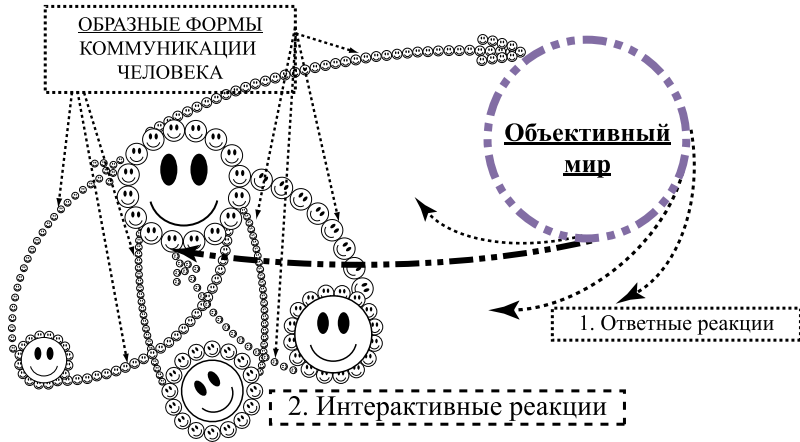 ОБРАЗНЫЕ ФОРМЫ
КОММУНИКАЦИИ
ЧЕЛОВЕКА
Объективный
мир
1. Ответные реакции
2. Интерактивные реакции